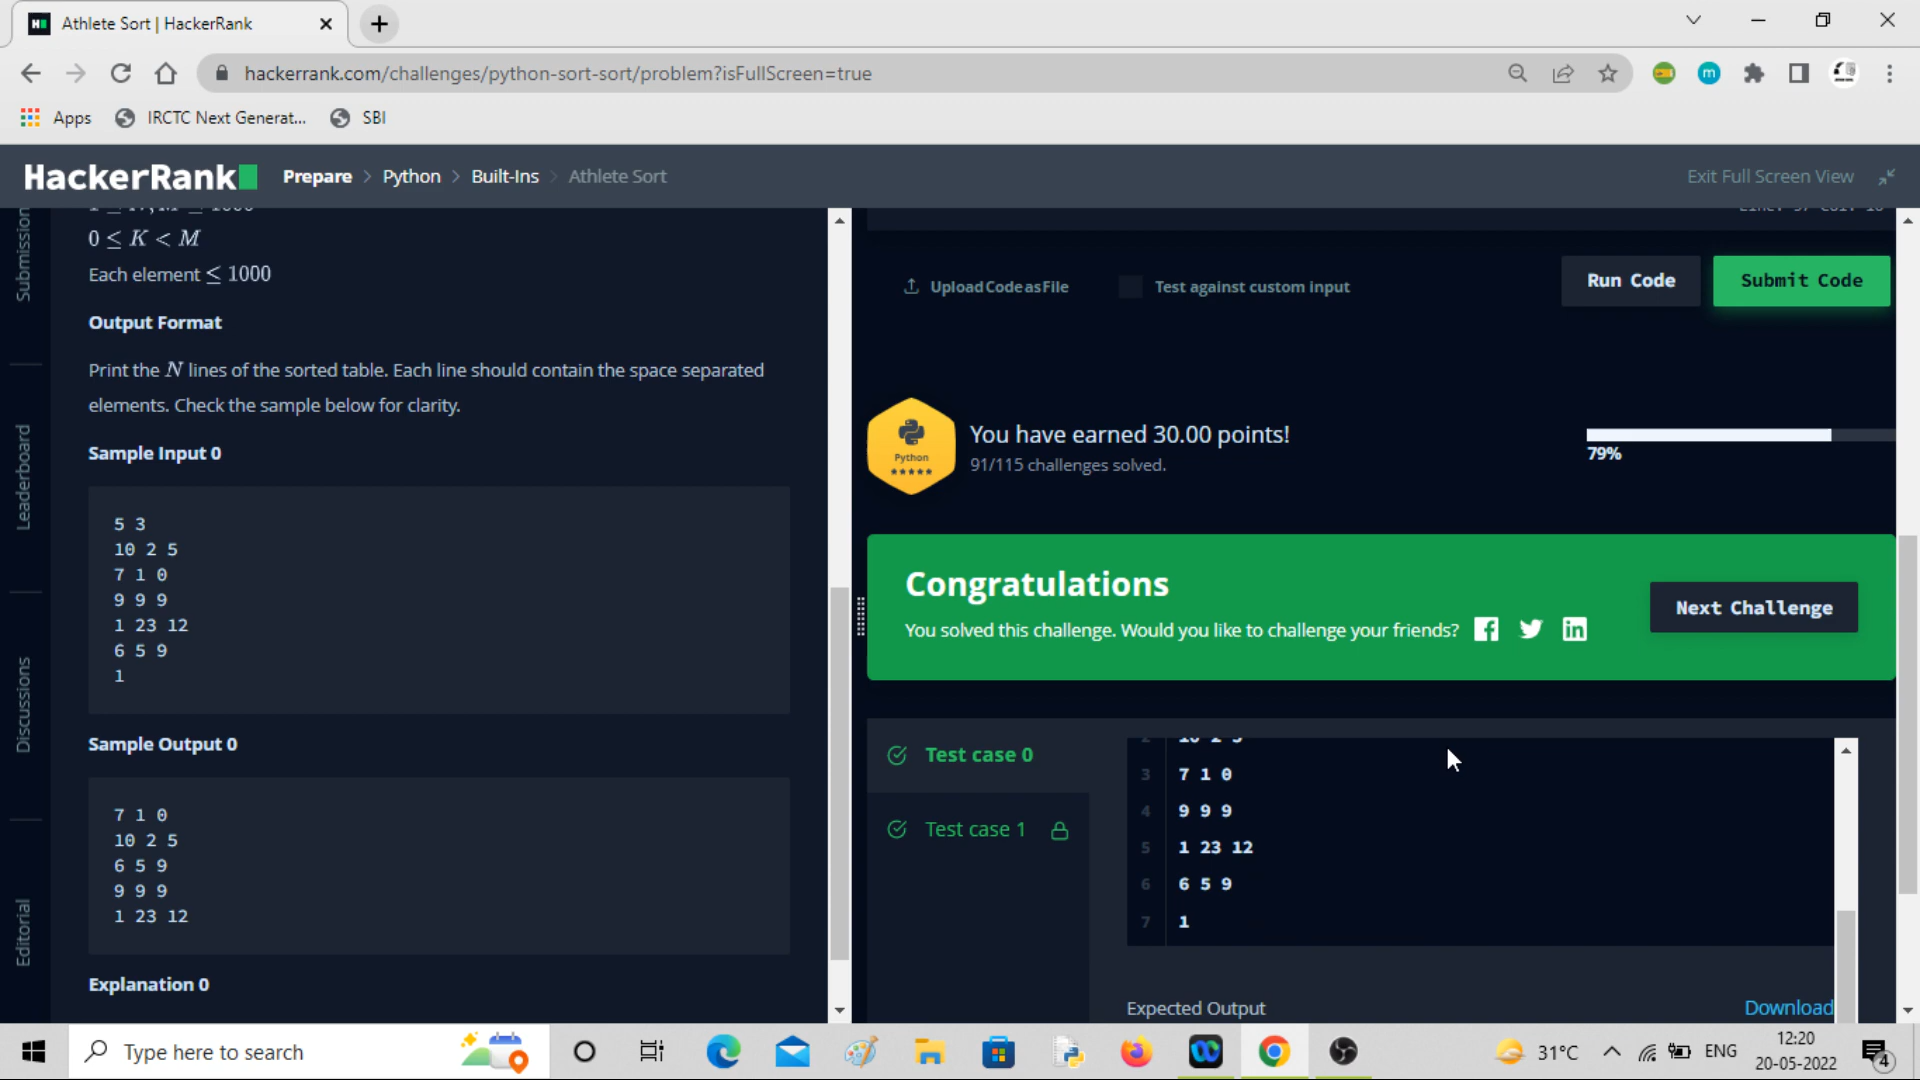 Athlete Sort | HackerRank
hackerrank.com/challenges/python-sort-sort/problem?isFullScreen=true
m
Apps
IRCTC Next Generat...
SBI
HackerRank
Prepare > Python > Built-Ins > Athlete Sort
Exit Full Screen View
Submission
Leaderboard
Discussions
Editorial
0 ≤ K < M
Each element ≤ 1000
Output Format
Print the N lines of the sorted table. Each line should contain the space separated
elements. Check the sample below for clarity.
Sample Input 0
5 3
10 2 5
7 1 0
9 9 9
1 23 12
6 5 9
1
Sample Output 0
7 1 0
10 2 5
6 5 9
9 9 9
1 23 12
Explanation 0
Upload Code as File
Test against custom input
Run Code
Submit Code
Python
You have earned 30.00 points!
91/115 challenges solved.
79%
Congratulations
You solved this challenge. Would you like to challenge your friends?
Next Challenge
Test case 0
Test case 1
3 7 1 0
4 9 9 9
5 1 23 12
6 6 5 9
7 1
Expected Output
Download
Type here to search
31°C
ENG
12:20
20-05-2022
4